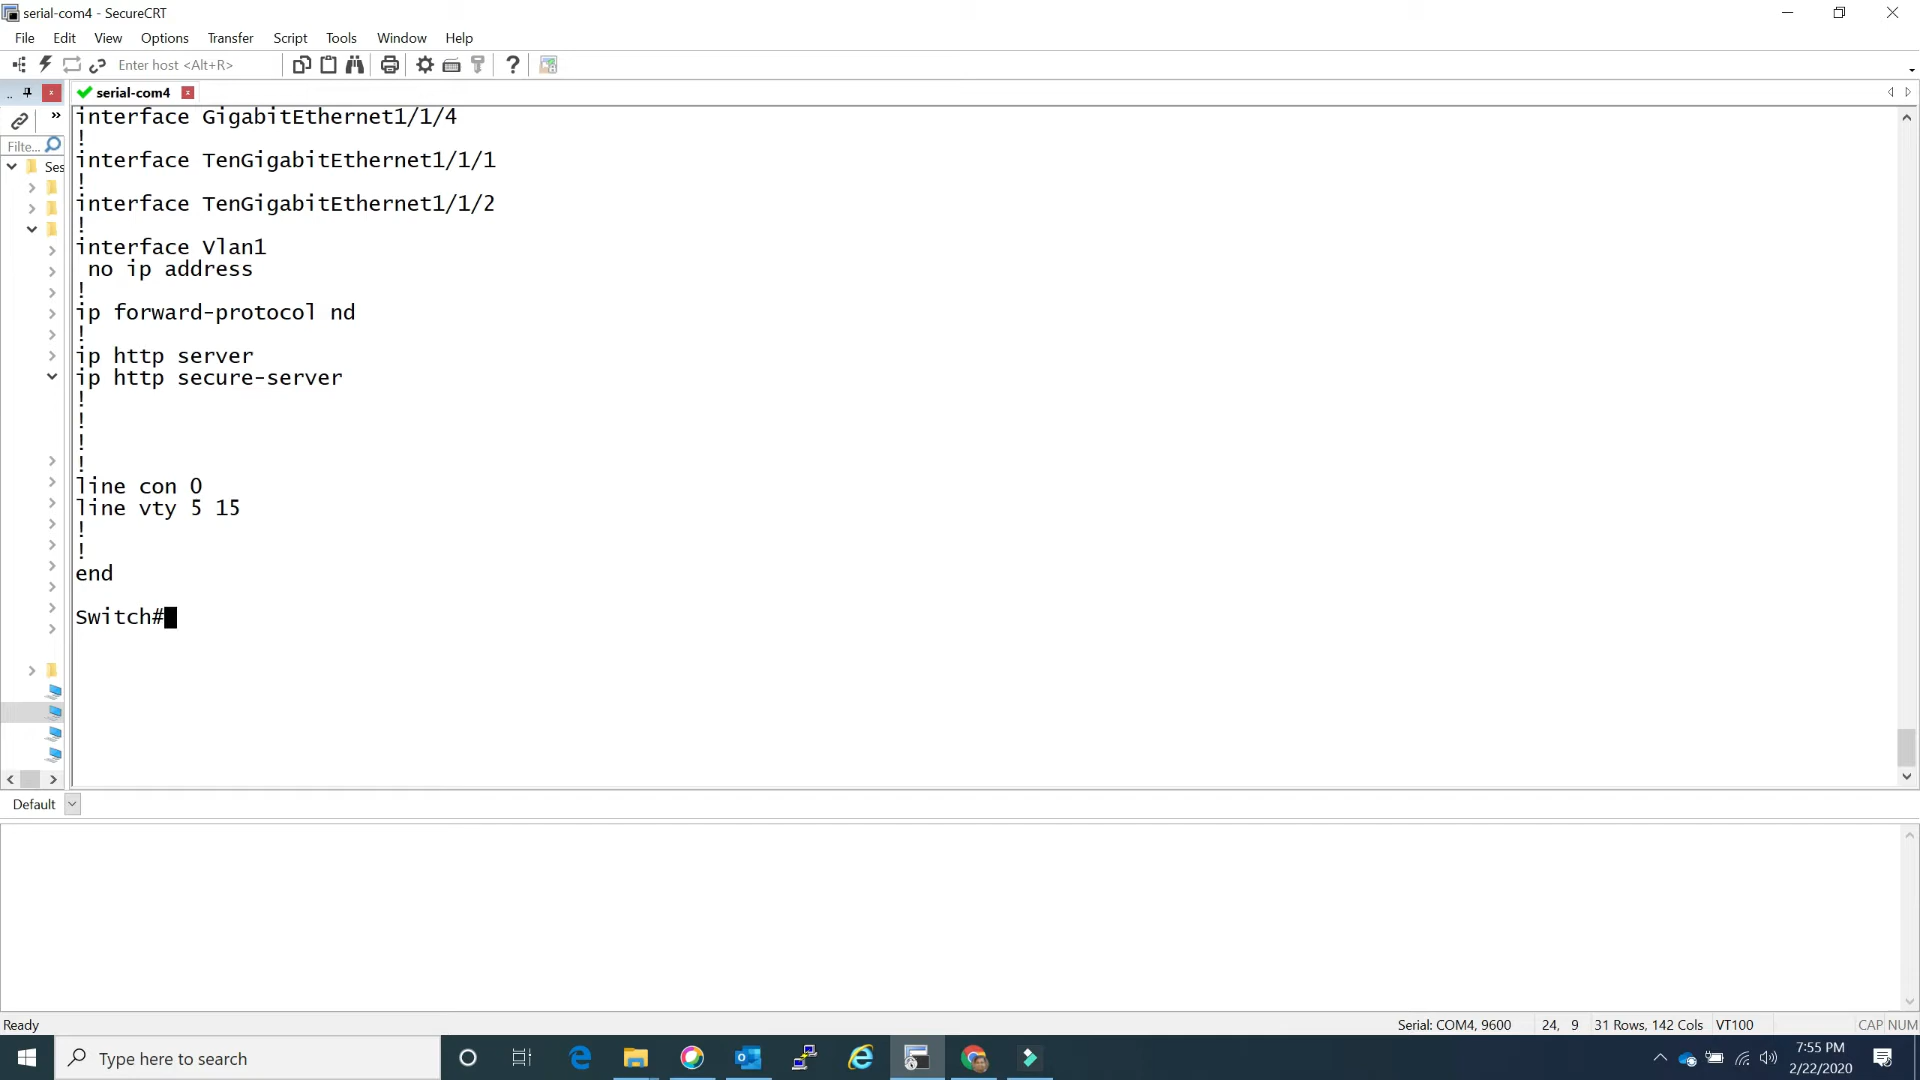 serial-com4 - SecureCRT
File Edit View Options Transfer Script Tools Window Help
Enter host <Alt+R>
serial-com4
Filte...
Ses
interface GigabitEthernet1/1/4
!
interface TenGigabitEthernet1/1/1
!
interface TenGigabitEthernet1/1/2
!
interface Vlan1
no ip address
!
ip forward-protocol nd
!
ip http server
ip http secure-server
!
!
!
!
line con 0
line vty 5 15
!
!
end
Switch#
Default
Ready
Serial: COM4, 9600 24, 9 31 Rows, 142 Cols VT100 CAP NUM
Type here to search
7:55 PM
2/22/2020